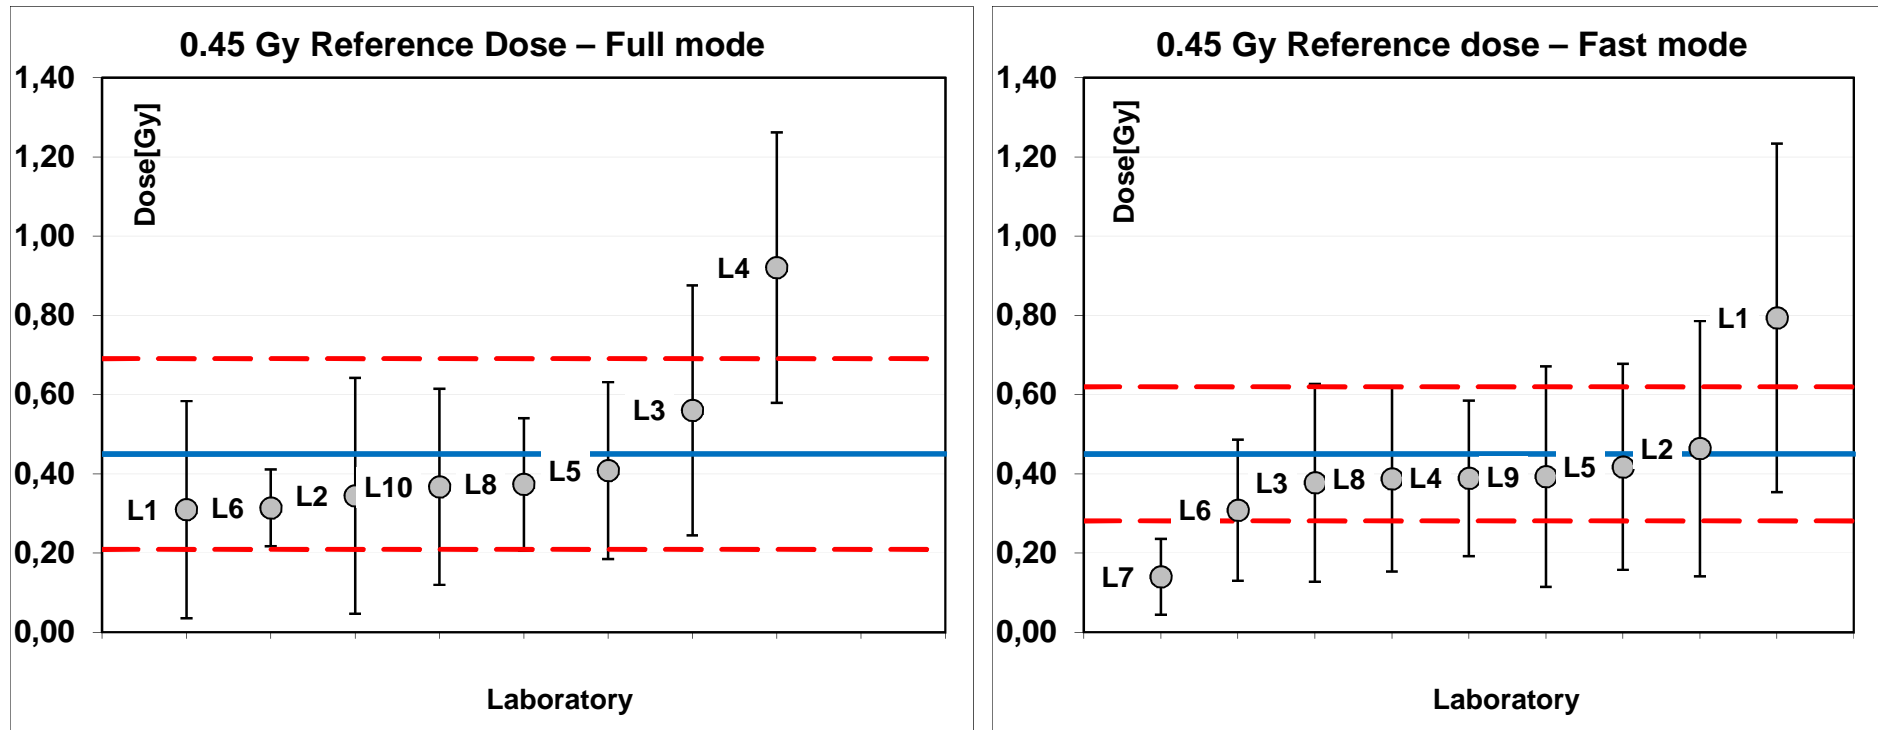 0.45 Gy Reference Dose – Full mode
1,40
1,20
1,00
0,80
0,60
0,40
0,20
0,00
Dose[Gy]
L1
L6
L2
L10
L8
L5
L3
L4
Laboratory
0.45 Gy Reference dose – Fast mode
1,40
1,20
1,00
0,80
0,60
0,40
0,20
0,00
Dose[Gy]
L7
L6
L3
L8
L4
L9
L5
L2
L1
Laboratory